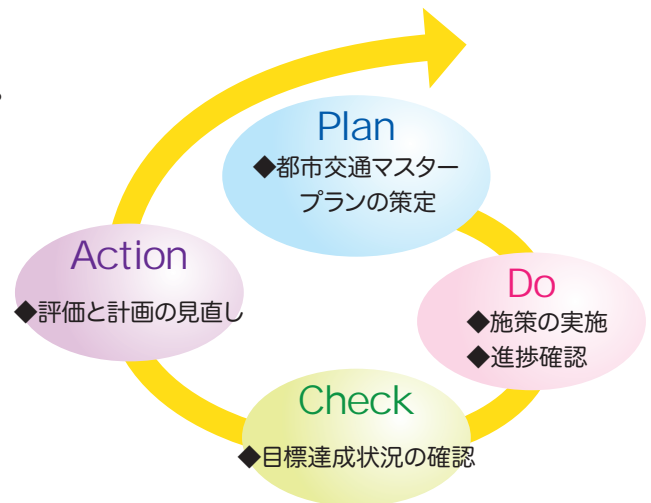 Plan
◆都市交通マスター
プランの策定
Do
◆施策の実施
◆進捗確認
Check
◆目標達成状況の確認
Action
◆評価と計画の見直し